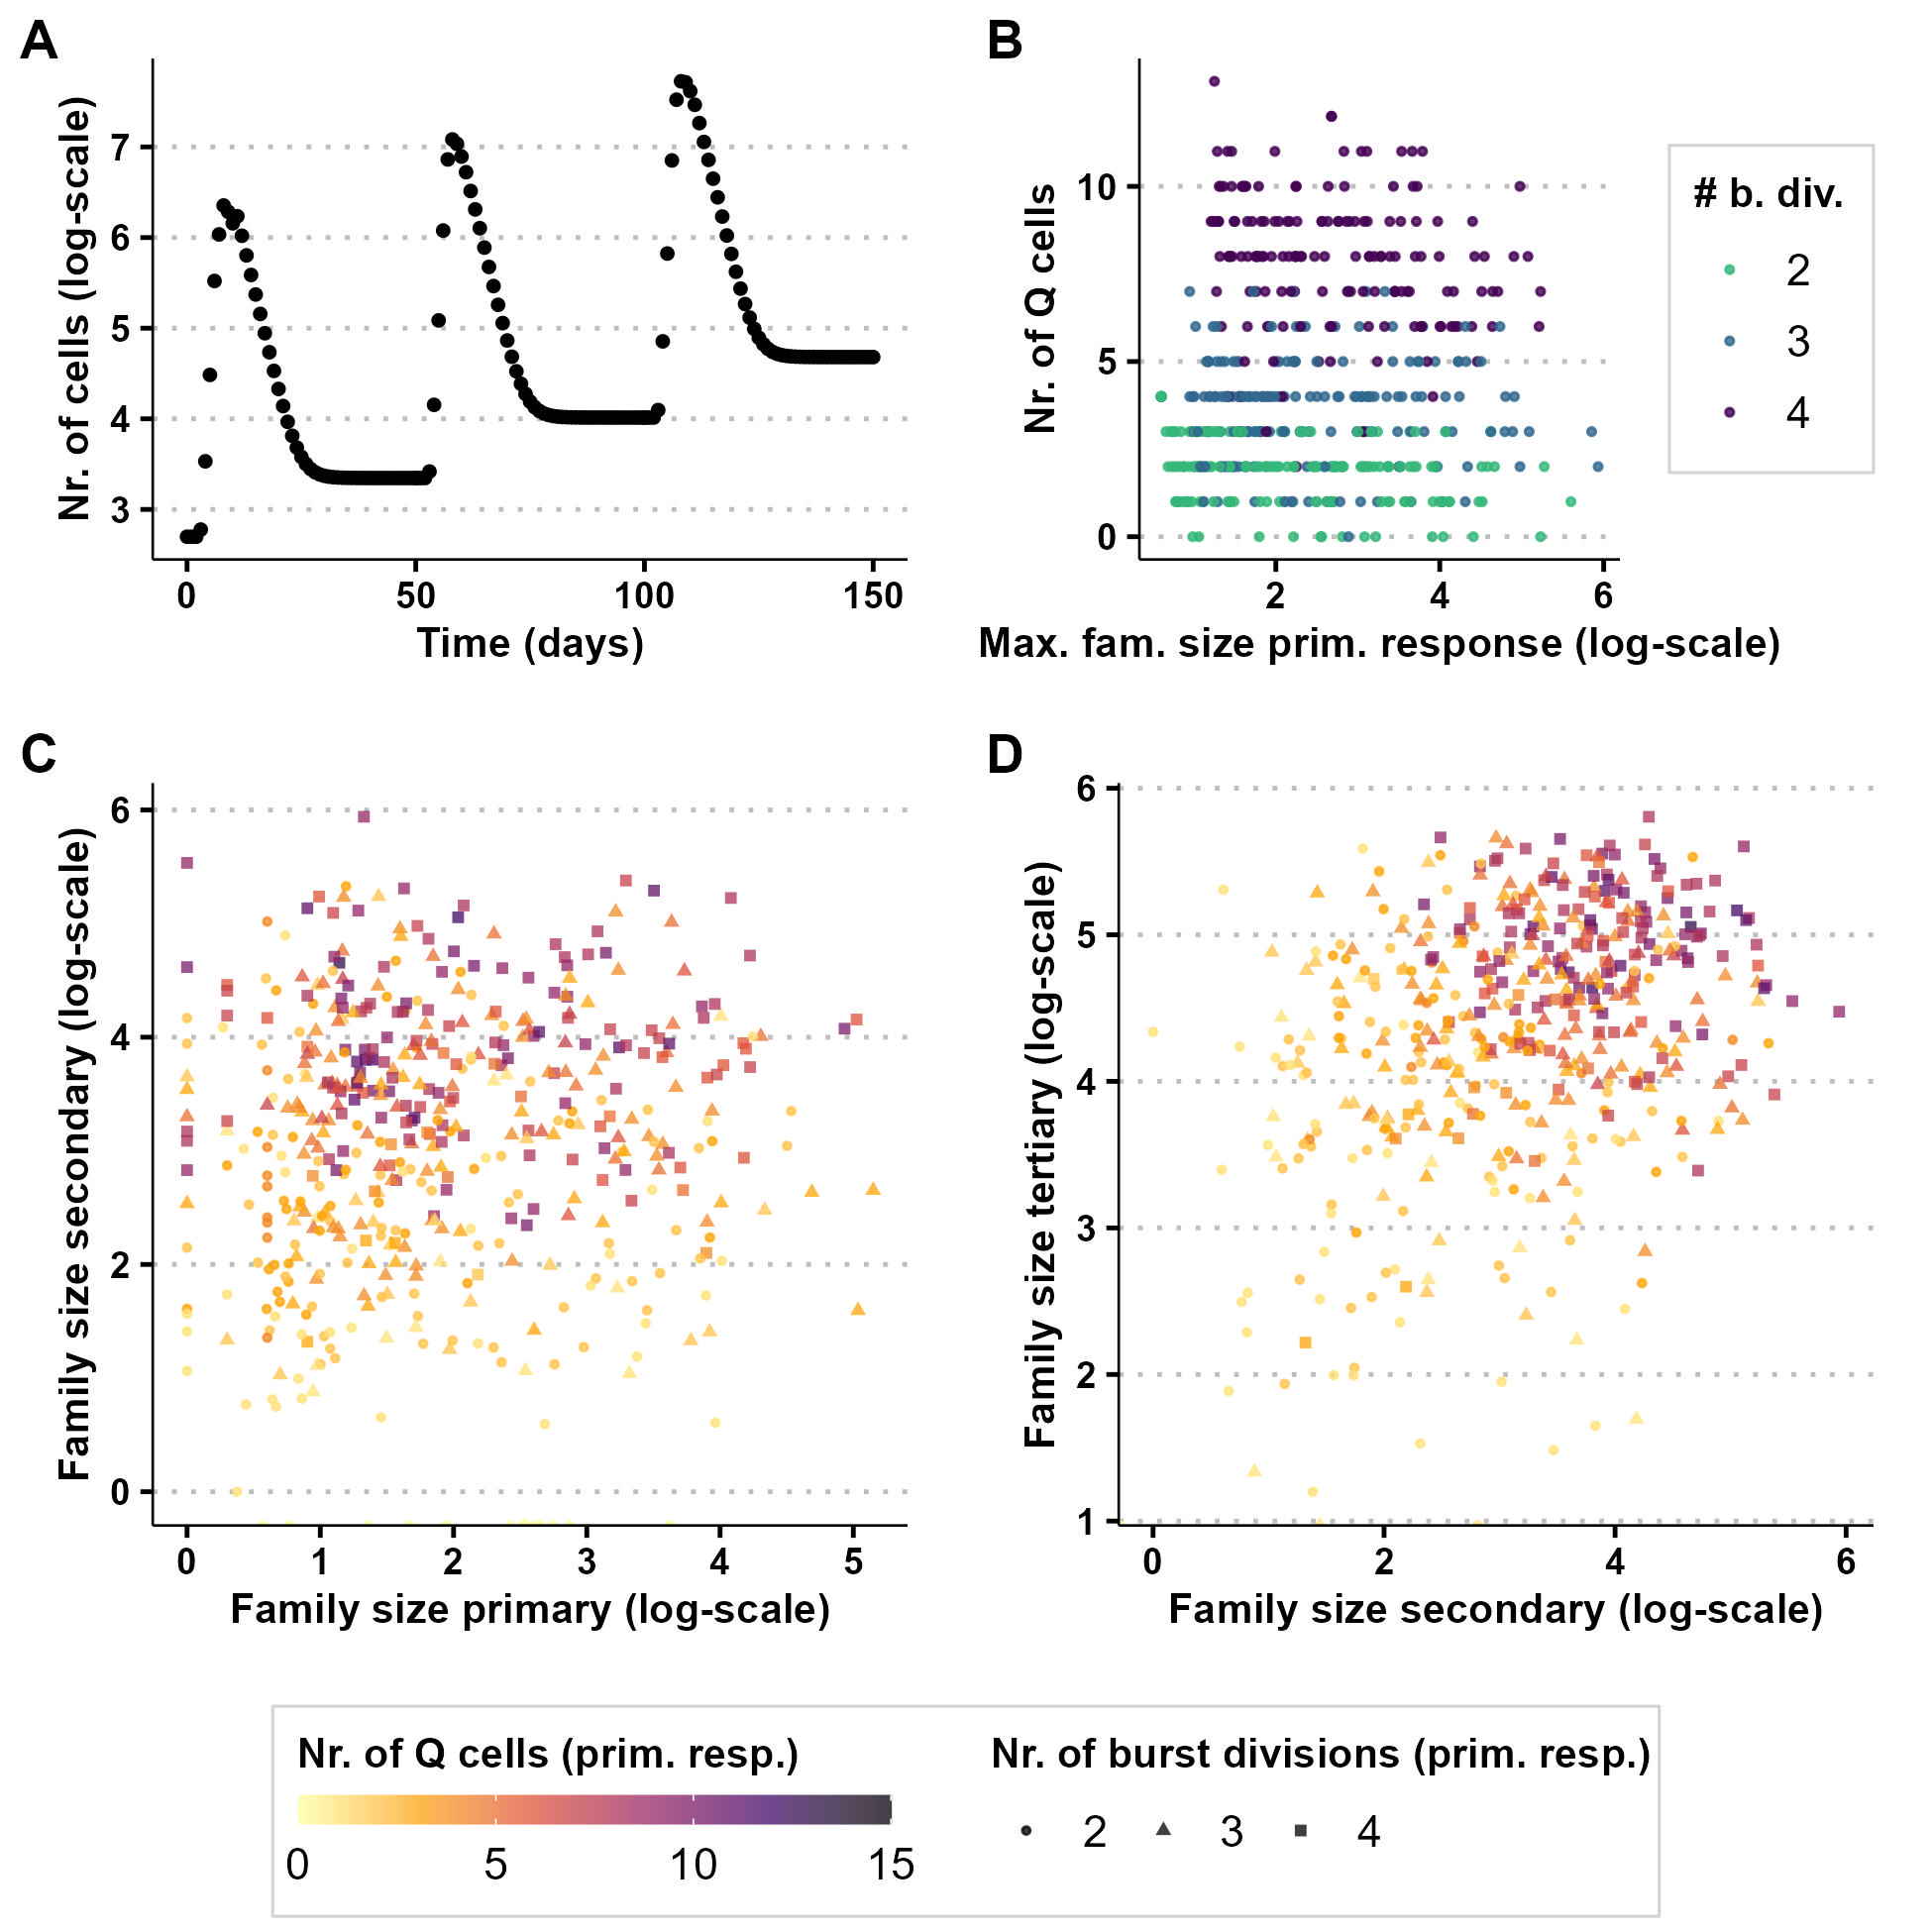 A
Nr. of cells (log-scale)
7
6
5
4
3
0 50 100 150
Time (days)
B
Nr. of Q cells
10
5
0
2 4 6
Max. fam. size prim. response (log-scale)
# b. div.
2
3
4
C
Family size secondary (log-scale)
6
4
2
0
0 1 2 3 4 5
Family size primary (log-scale)
D
Family size tertiary (log-scale)
6
5
4
3
2
1
0 2 4 6
Family size secondary (log-scale)
Nr. of Q cells (prim. resp.)
0 5 10 15
Nr. of burst divisions (prim. resp.)
2 3 4